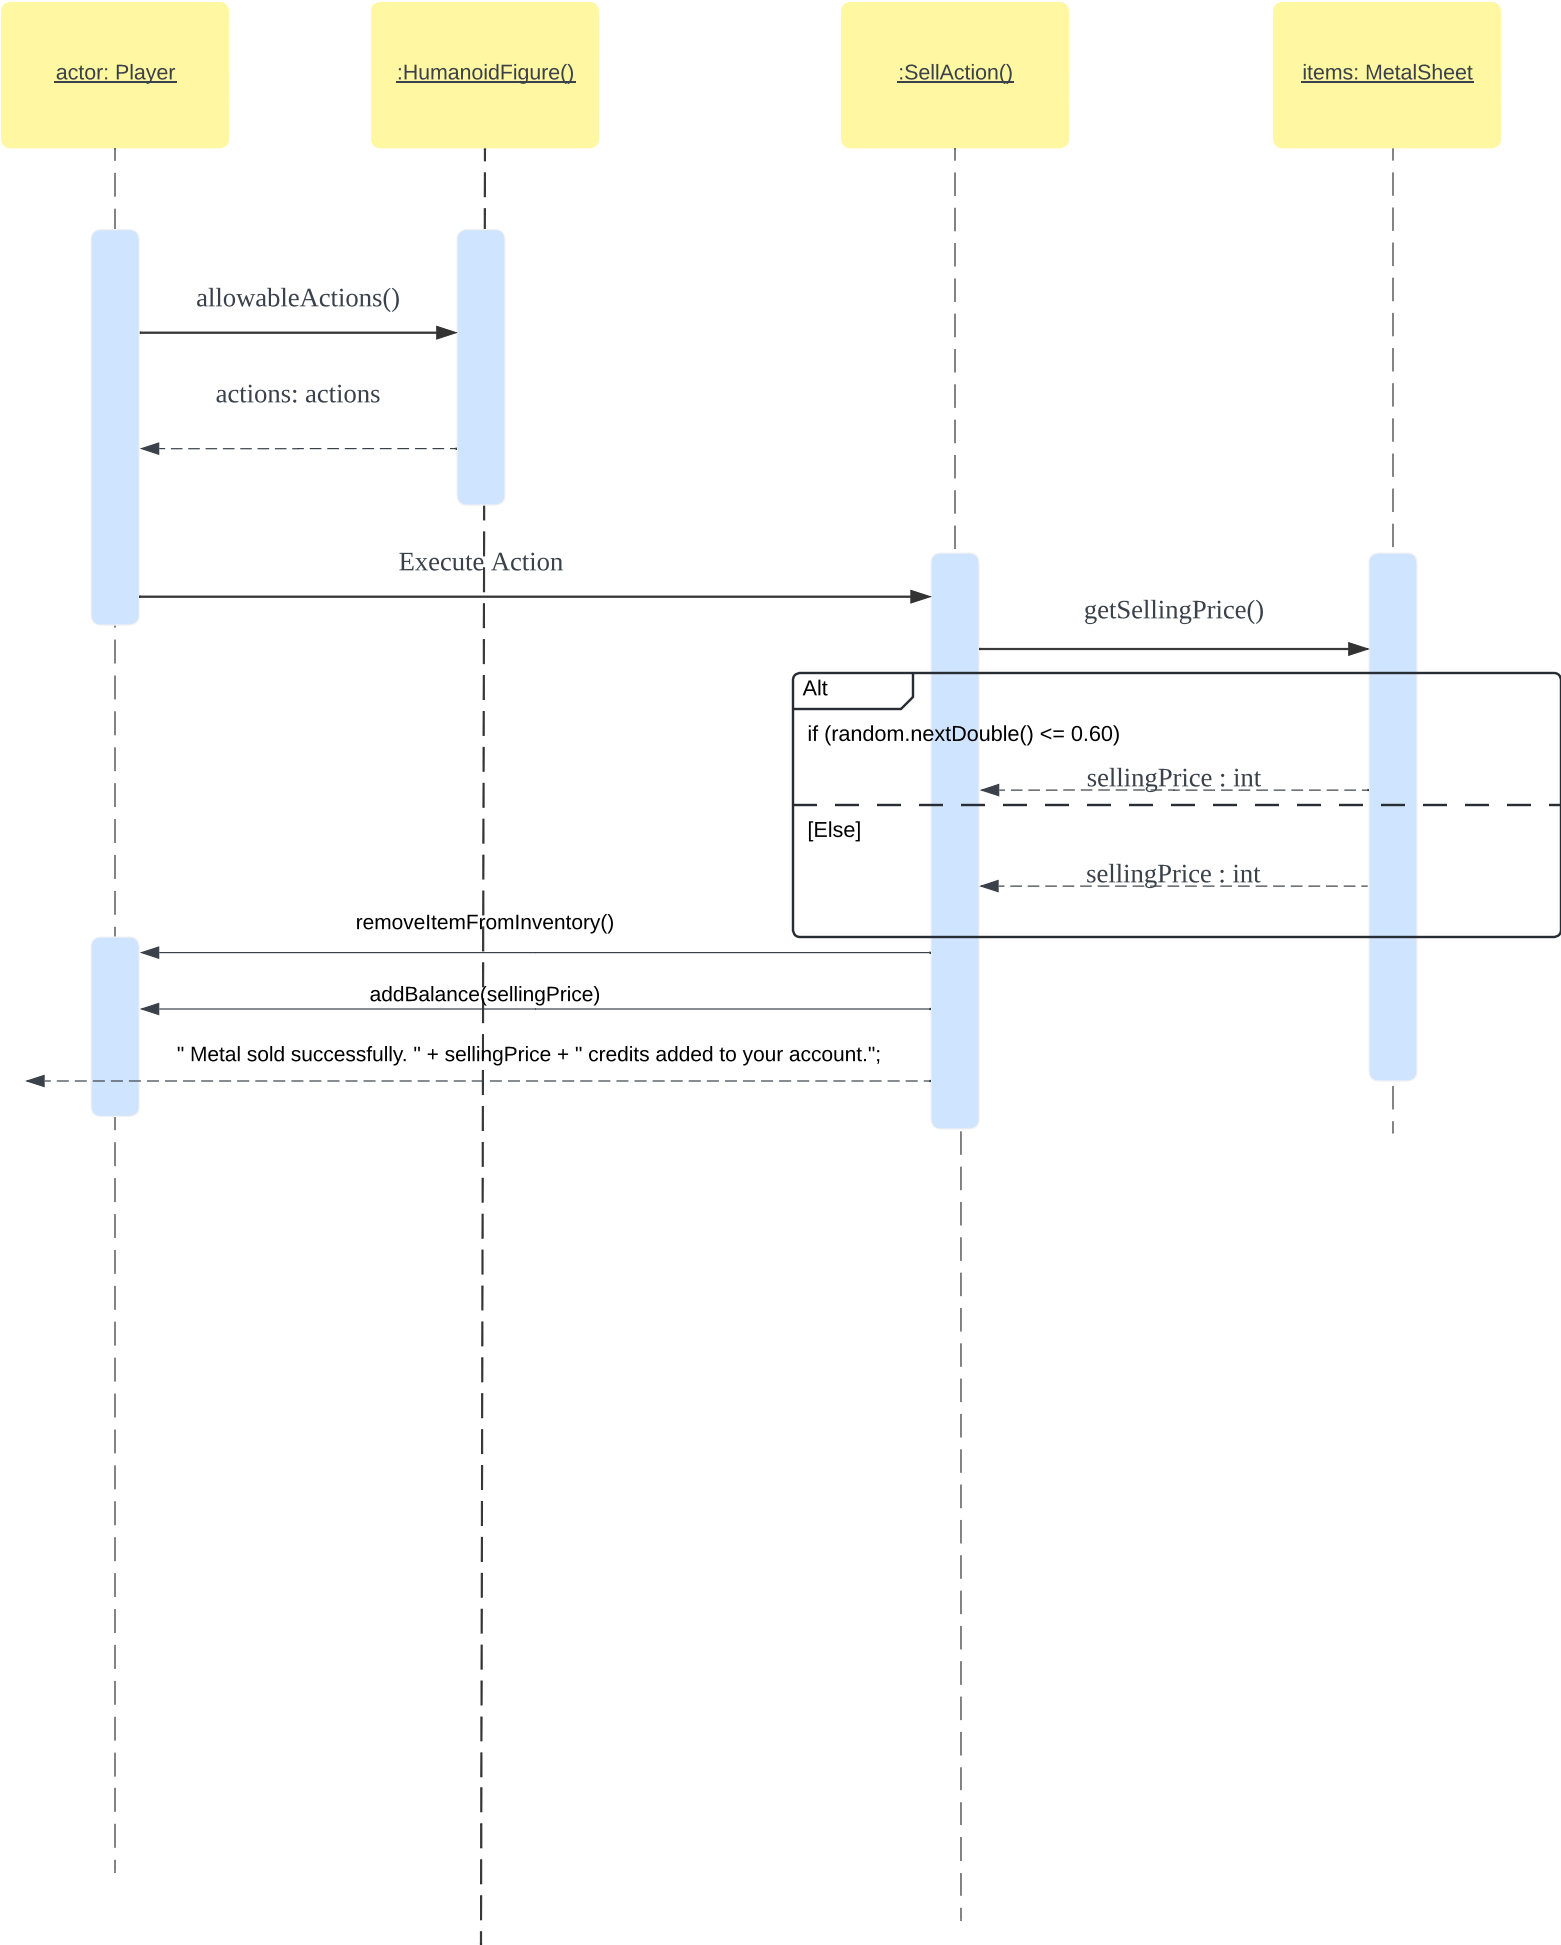 actor: Player
:HumanoidFigure()
:SellAction()
items: MetalSheet
allowableActions()
actions: actions
Execute Action
getSellingPrice()
Alt
if (random.nextDouble() <= 0.60)
sellingPrice : int
[Else]
sellingPrice : int
removeItemFromInventory()
addBalance(sellingPrice)
" Metal sold successfully. " + sellingPrice + " credits added to your account.";